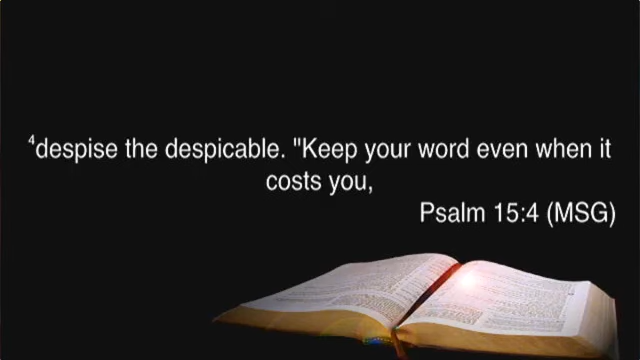 ⁴despise the despicable. "Keep your word even when it
costs you,
Psalm 15:4 (MSG)